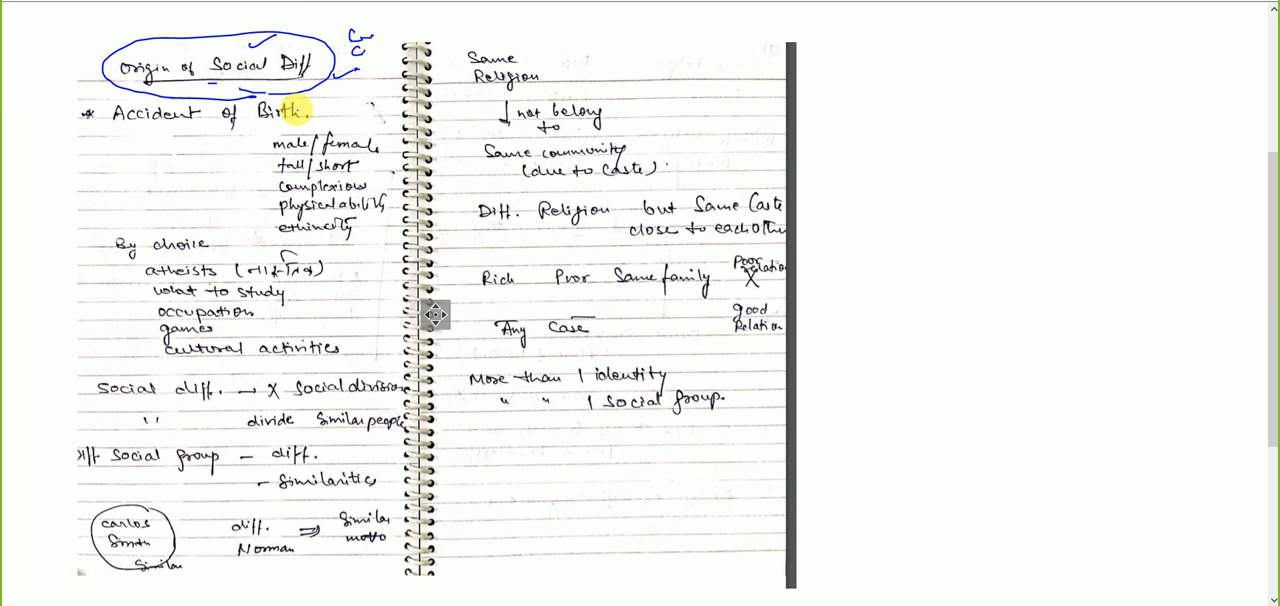 Origin of Social Diff
* Accident of Birth.
male/female
tall/short
complexion
physical ability
ethincity
By choice
atheists (नास्तिक)
what to study
occupation
games
cultural activities
Social diff. → X Social division
" divide Similar people
Diff Social group - diff.
- Similarities
Carlos
Smith
Similar
diff.
Norman
⇒ Similar
motto
Same
Religion
↓ not belong
to
Same community
(due to caste)
Diff. Religion but Same Caste
close to each other
Rich Poor Same family X
Poor
relation
Any Case
good
Relation
More than 1 identity
" " 1 Social group.